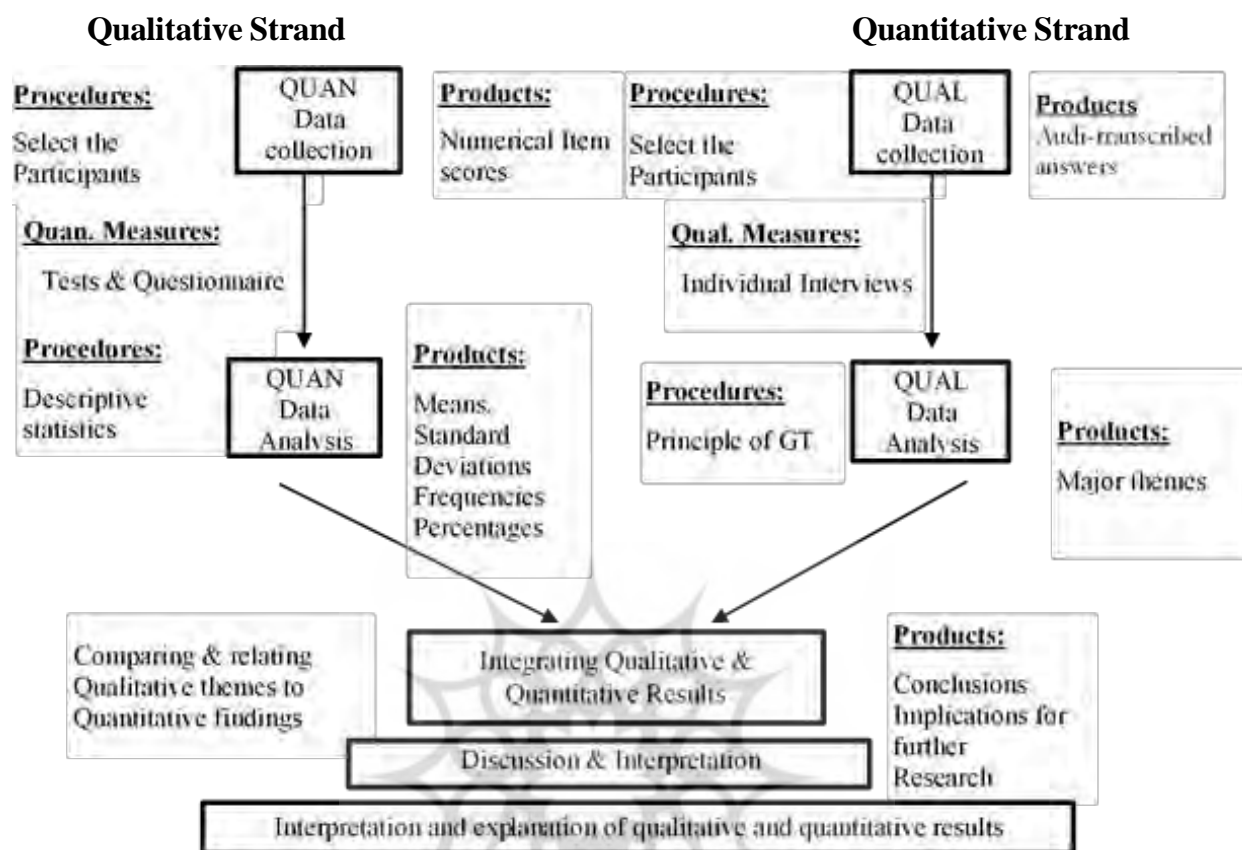 Qualitative Strand
Quantitative Strand
Procedures:
Select the
Participants
QUAN
Data
collection
Products:
Numerical Item
scores
Procedures:
Select the
Participants
QUAL
Data
collection
Products
Audi-transcribed
answers
Quan. Measures:
Tests & Questionnaire
Qual. Measures:
Individual Interviews
Procedures:
Descriptive
statistics
QUAN
Data
Analysis
Products:
Means.
Standard
Deviations
Frequencies
Percentages
Procedures:
Principle of GT
QUAL
Data
Analysis
Products:
Major themes
Comparing & relating
Qualitative themes to
Quantitative findings
Integrating Qualitative &
Quantitative Results
Products:
Conclusions
Implications for
further
Research
Discussion & Interpretation
Interpretation and explanation of qualitative and quantitative results